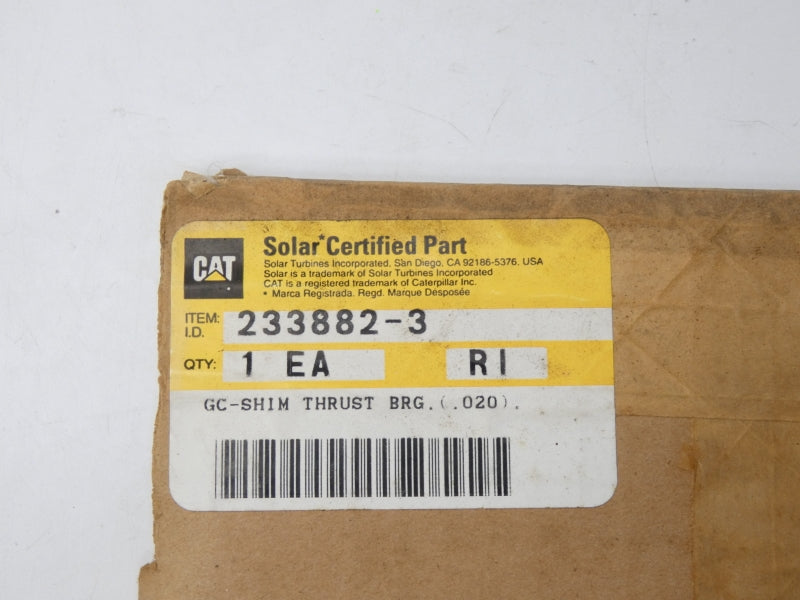 CAT
Solar* Certified Part
Solar Turbines Incorporated, San Diego, CA 92186-5376, USA
Solar is a trademark of Solar Turbines Incorporated
CAT is a registered trademark of Caterpillar Inc.
* Marca Registrada. Regd. Marque Désposée
ITEM: I.D. 233882-3
QTY: 1 EA RI
GC-SHIM THRUST BRG.(.020).